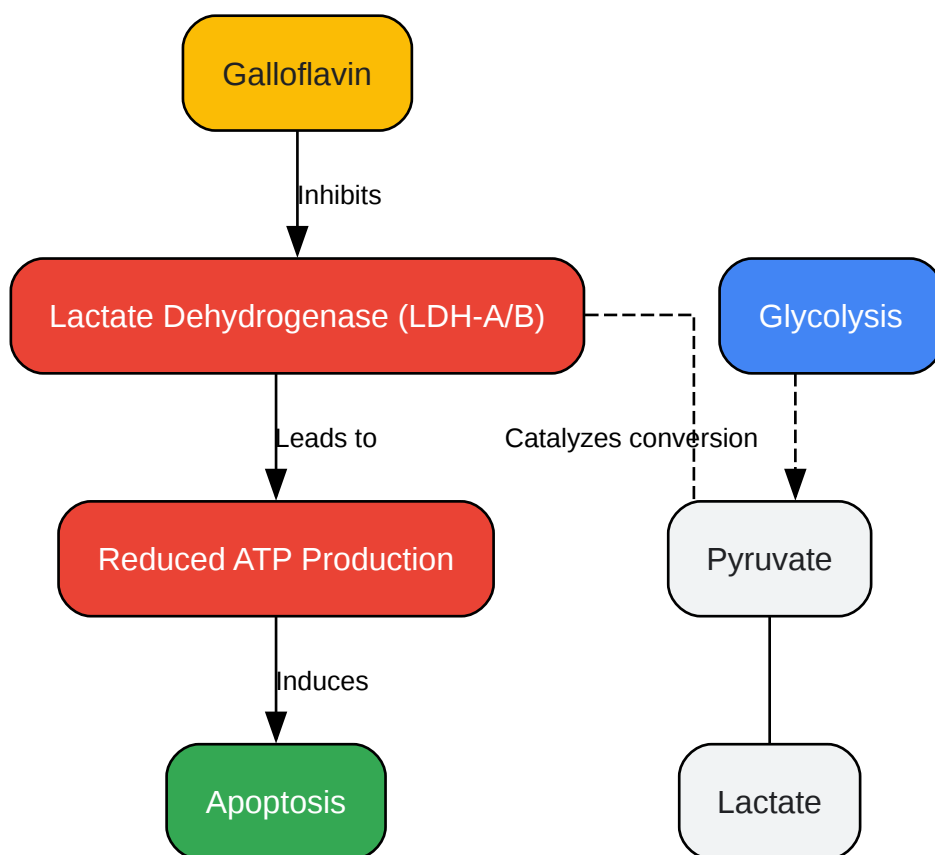 Galloflavin
Inhibits
Lactate Dehydrogenase (LDH-A/B)
Glycolysis
Leads to
Catalyzes conversion
Reduced ATP Production
Pyruvate
Induces
Apoptosis
Lactate